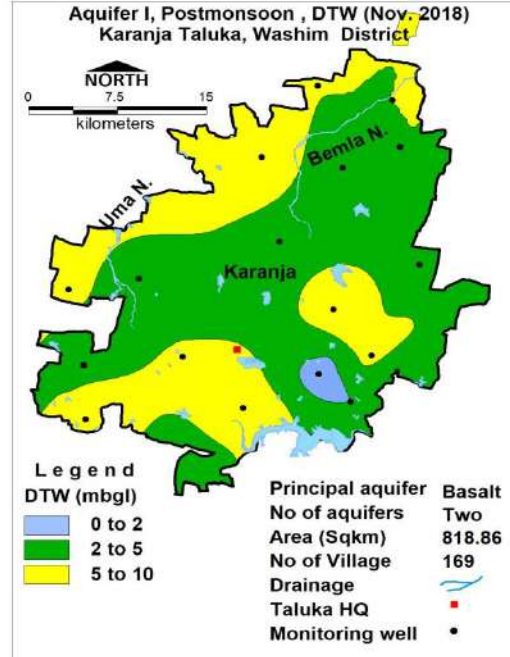 Aquifer I, Postmonsoon , DTW (Nov. 2018)
Karanja Taluka, Washim District
NORTH
0 7.5 15
kilometers
Bemla N.
Uma N.
Karanja
Legend
DTW (mbgl)
0 to 2
2 to 5
5 to 10
Principal aquifer Basalt
No of aquifers Two
Area (Sqkm) 818.86
No of Village 169
Drainage
Taluka HQ
Monitoring well